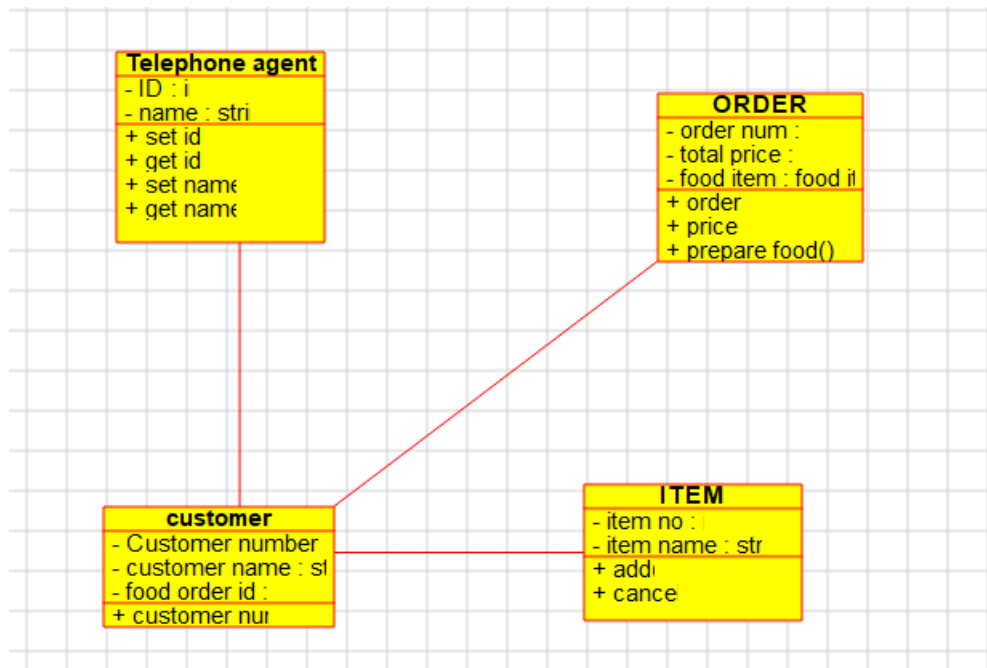 Telephone agent
- ID : i
- name : stri
+ set id
+ get id
+ set name
+ get name
ORDER
- order num :
- total price :
- food item : food it
+ order
+ price
+ prepare food()
customer
- Customer number
- customer name : st
- food order id :
+ customer nur
ITEM
- item no :
- item name : str
+ add
+ cance